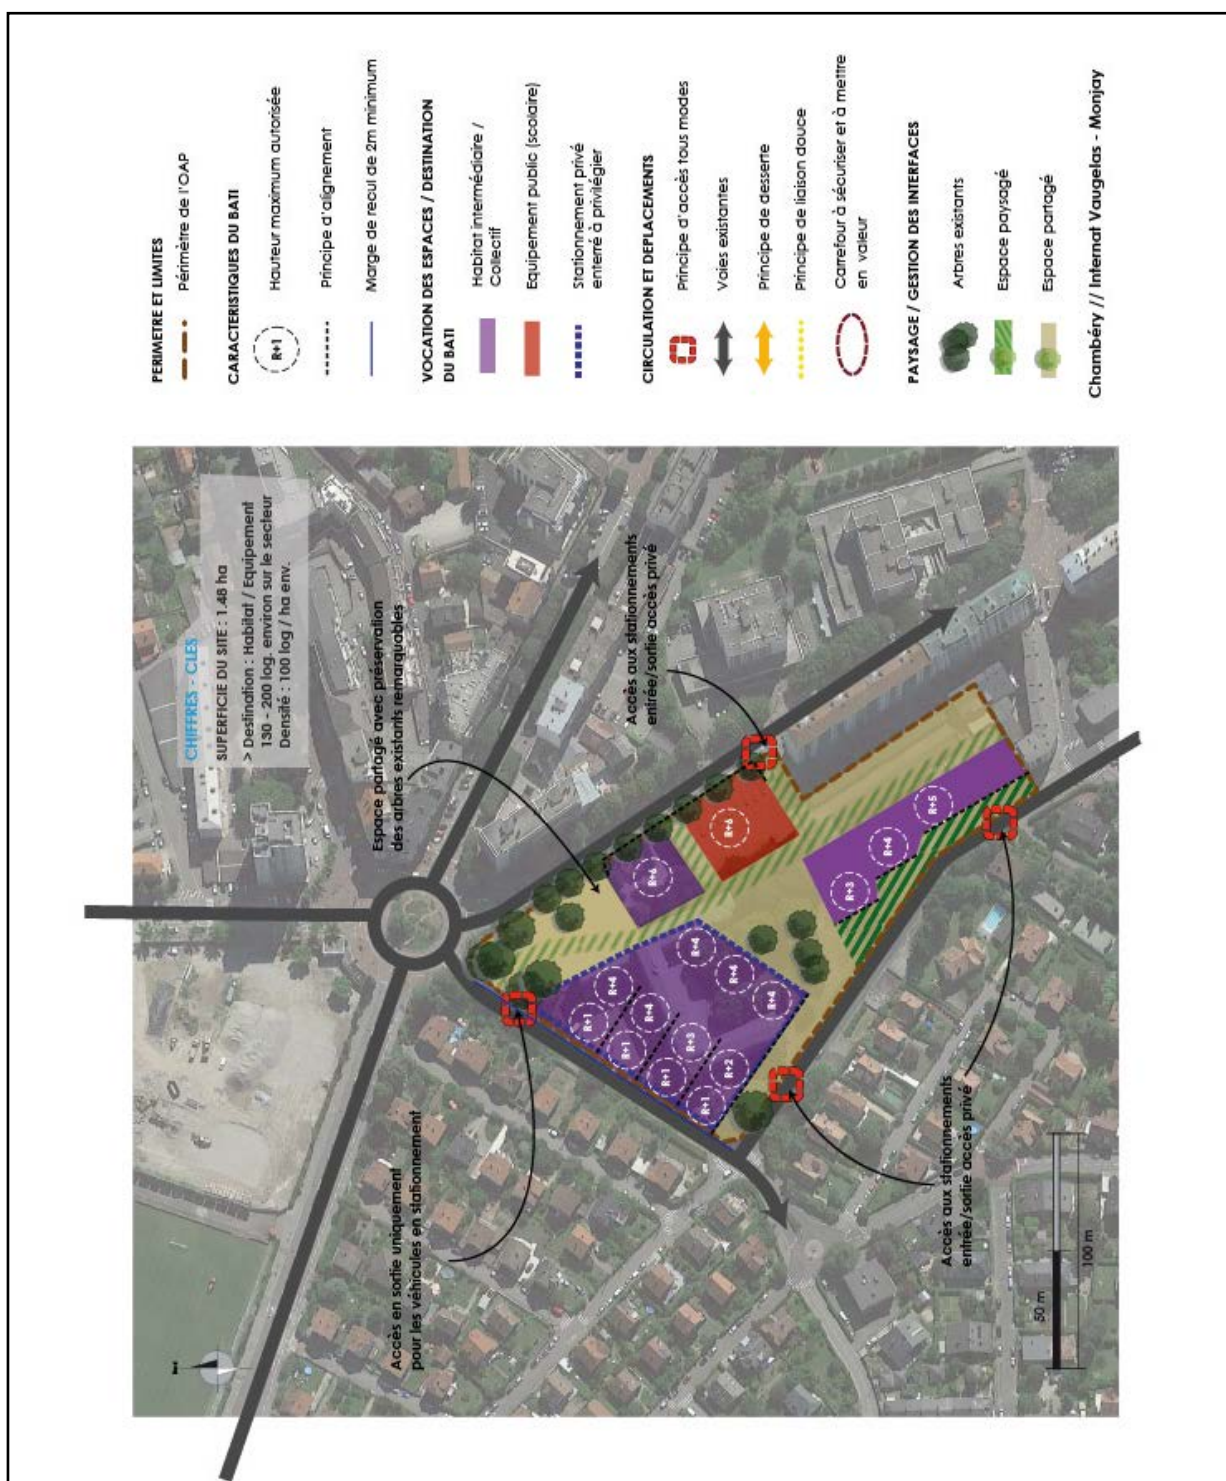 CHIFFRES - CLES
SUPERFICIE DU SITE : 1.48 ha
> Destination : Habitat / Equipement
130 - 200 log. environ sur le secteur
Densité : 100 log / ha env.
Accès en sortie uniquement
pour les véhicules en stationnement
Espace partagé avec préservation
des arbres existants remarquables
Accès aux stationnements
entrée/sortie accès privé
R+1
R+4
R+1
R+4
R+1
R+3
R+1
R+2
R+4
R+4
R+4
R+6
R+6
R+3
R+4
R+5
Accès aux stationnements
entrée/sortie accès privé
50 m
100 m
PERIMETRE ET LIMITES
Périmètre de l'OAP
CARACTERISTIQUES DU BATI
R+1
Hauteur maximum autorisée
Principe d'alignement
Marge de recul de 2m minimum
VOCATION DES ESPACES / DESTINATION
DU BATI
Habitat intermédiaire /
Collectif
Equipement public (scolaire)
Stationnement privé
enterré à privilégier
CIRCULATION ET DEPLACEMENTS
Principe d'accès tous modes
Voies existantes
Principe de desserte
Principe de liaison douce
Carrefour à sécuriser et à mettre
en valeur
PAYSAGE / GESTION DES INTERFACES
Arbres existants
Espace paysagé
Espace partagé
Chambéry // Internat Vaugelas - Monjay